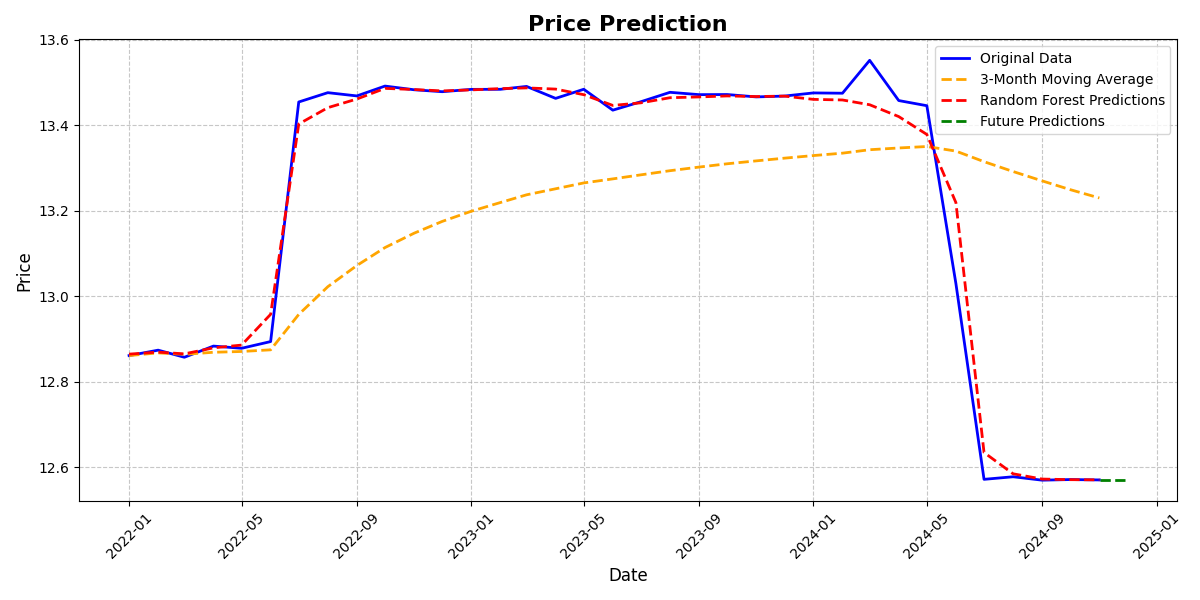 Price Prediction
Original Data
3-Month Moving Average
Random Forest Predictions
Future Predictions
Price
13.6
13.4
13.2
13.0
12.8
12.6
2022-01
2022-05
2022-09
2023-01
2023-05
2023-09
2024-01
2024-05
2024-09
2025-01
Date